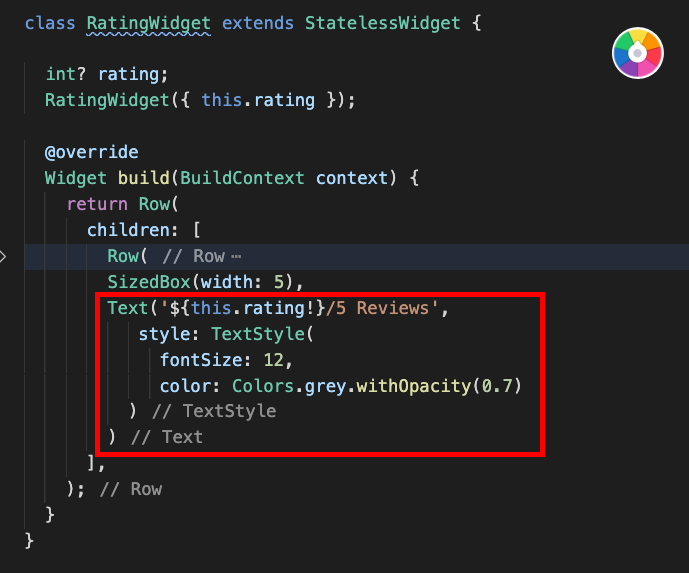 class RatingWidget extends StatelessWidget {
int? rating;
RatingWidget({ this.rating });
@override
Widget build(BuildContext context) {
return Row(
children: [
Row( // Row ⋯
SizedBox(width: 5),
Text('${this.rating!}/5 Reviews',
style: TextStyle(
fontSize: 12,
color: Colors.grey.withOpacity(0.7)
) // TextStyle
) // Text
],
); // Row
}
}